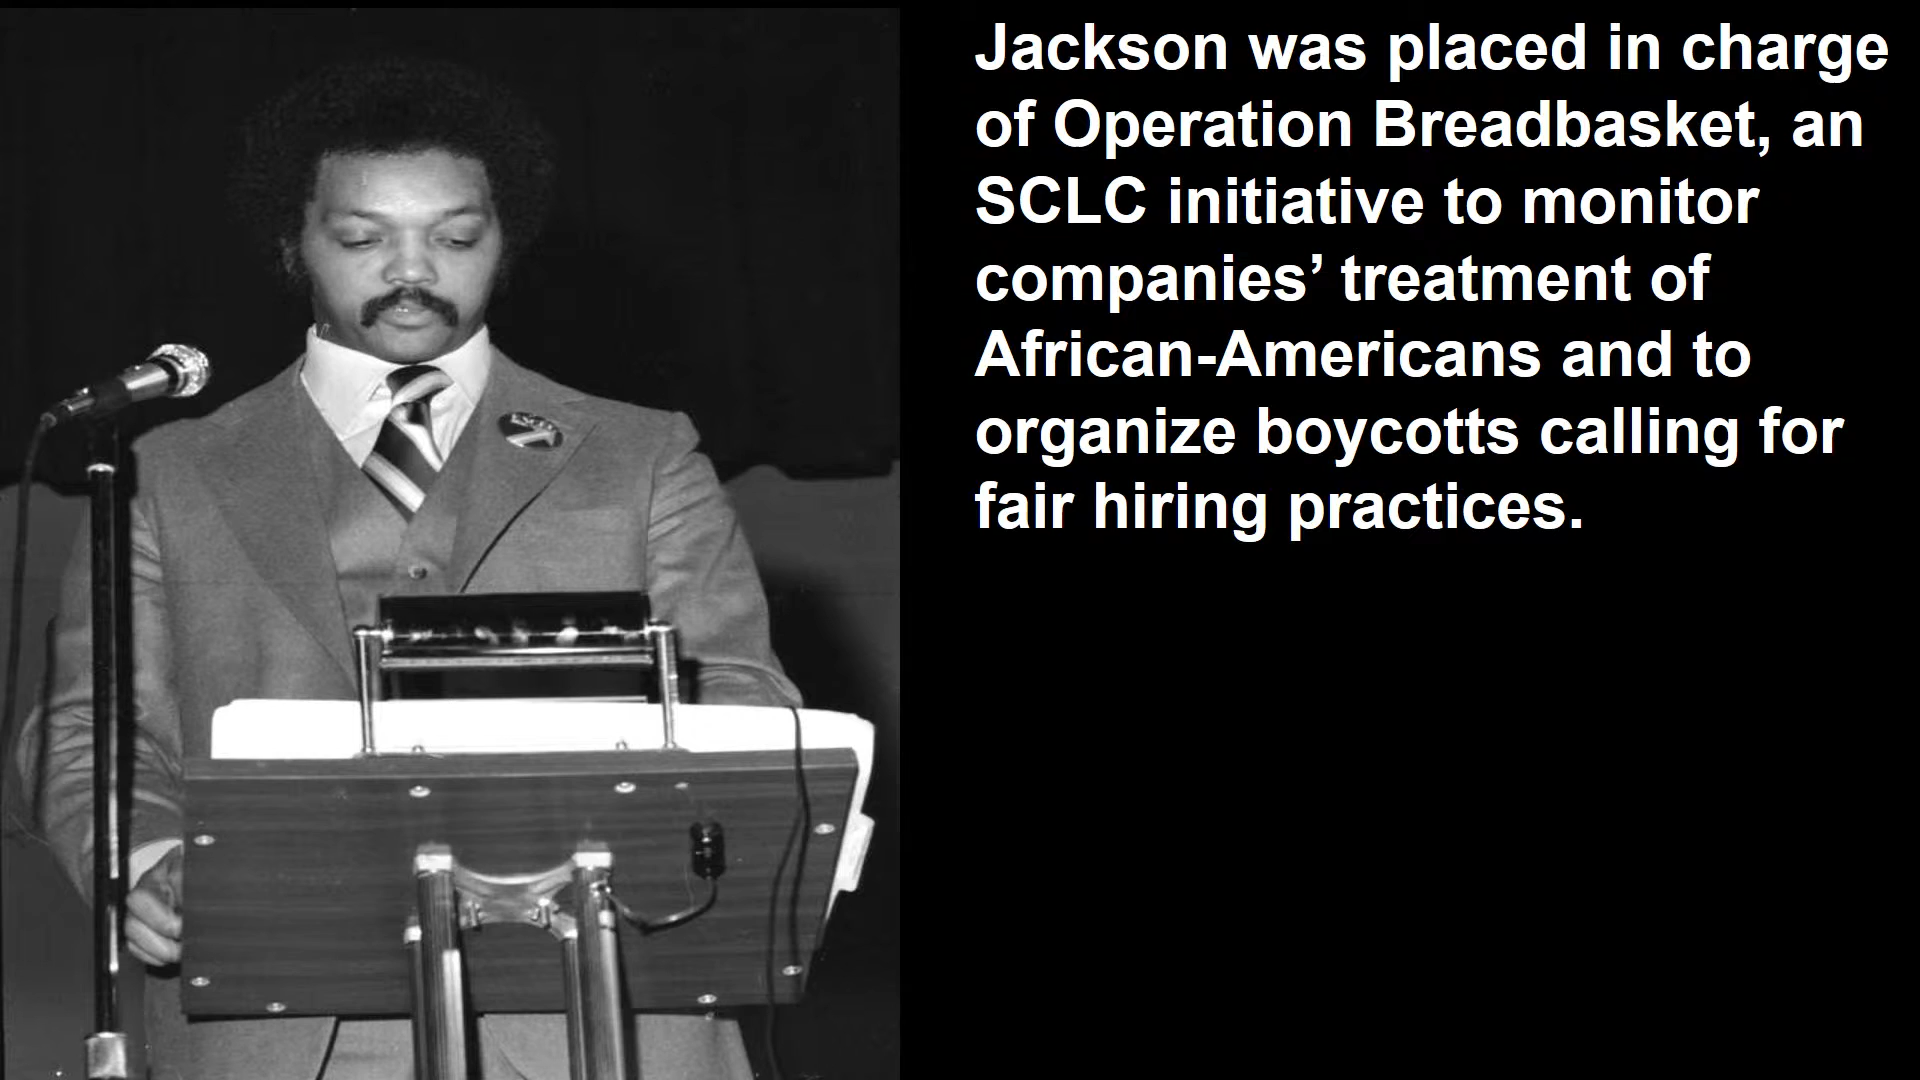 Jackson was placed in charge
of Operation Breadbasket, an
SCLC initiative to monitor
companies’ treatment of
African-Americans and to
organize boycotts calling for
fair hiring practices.